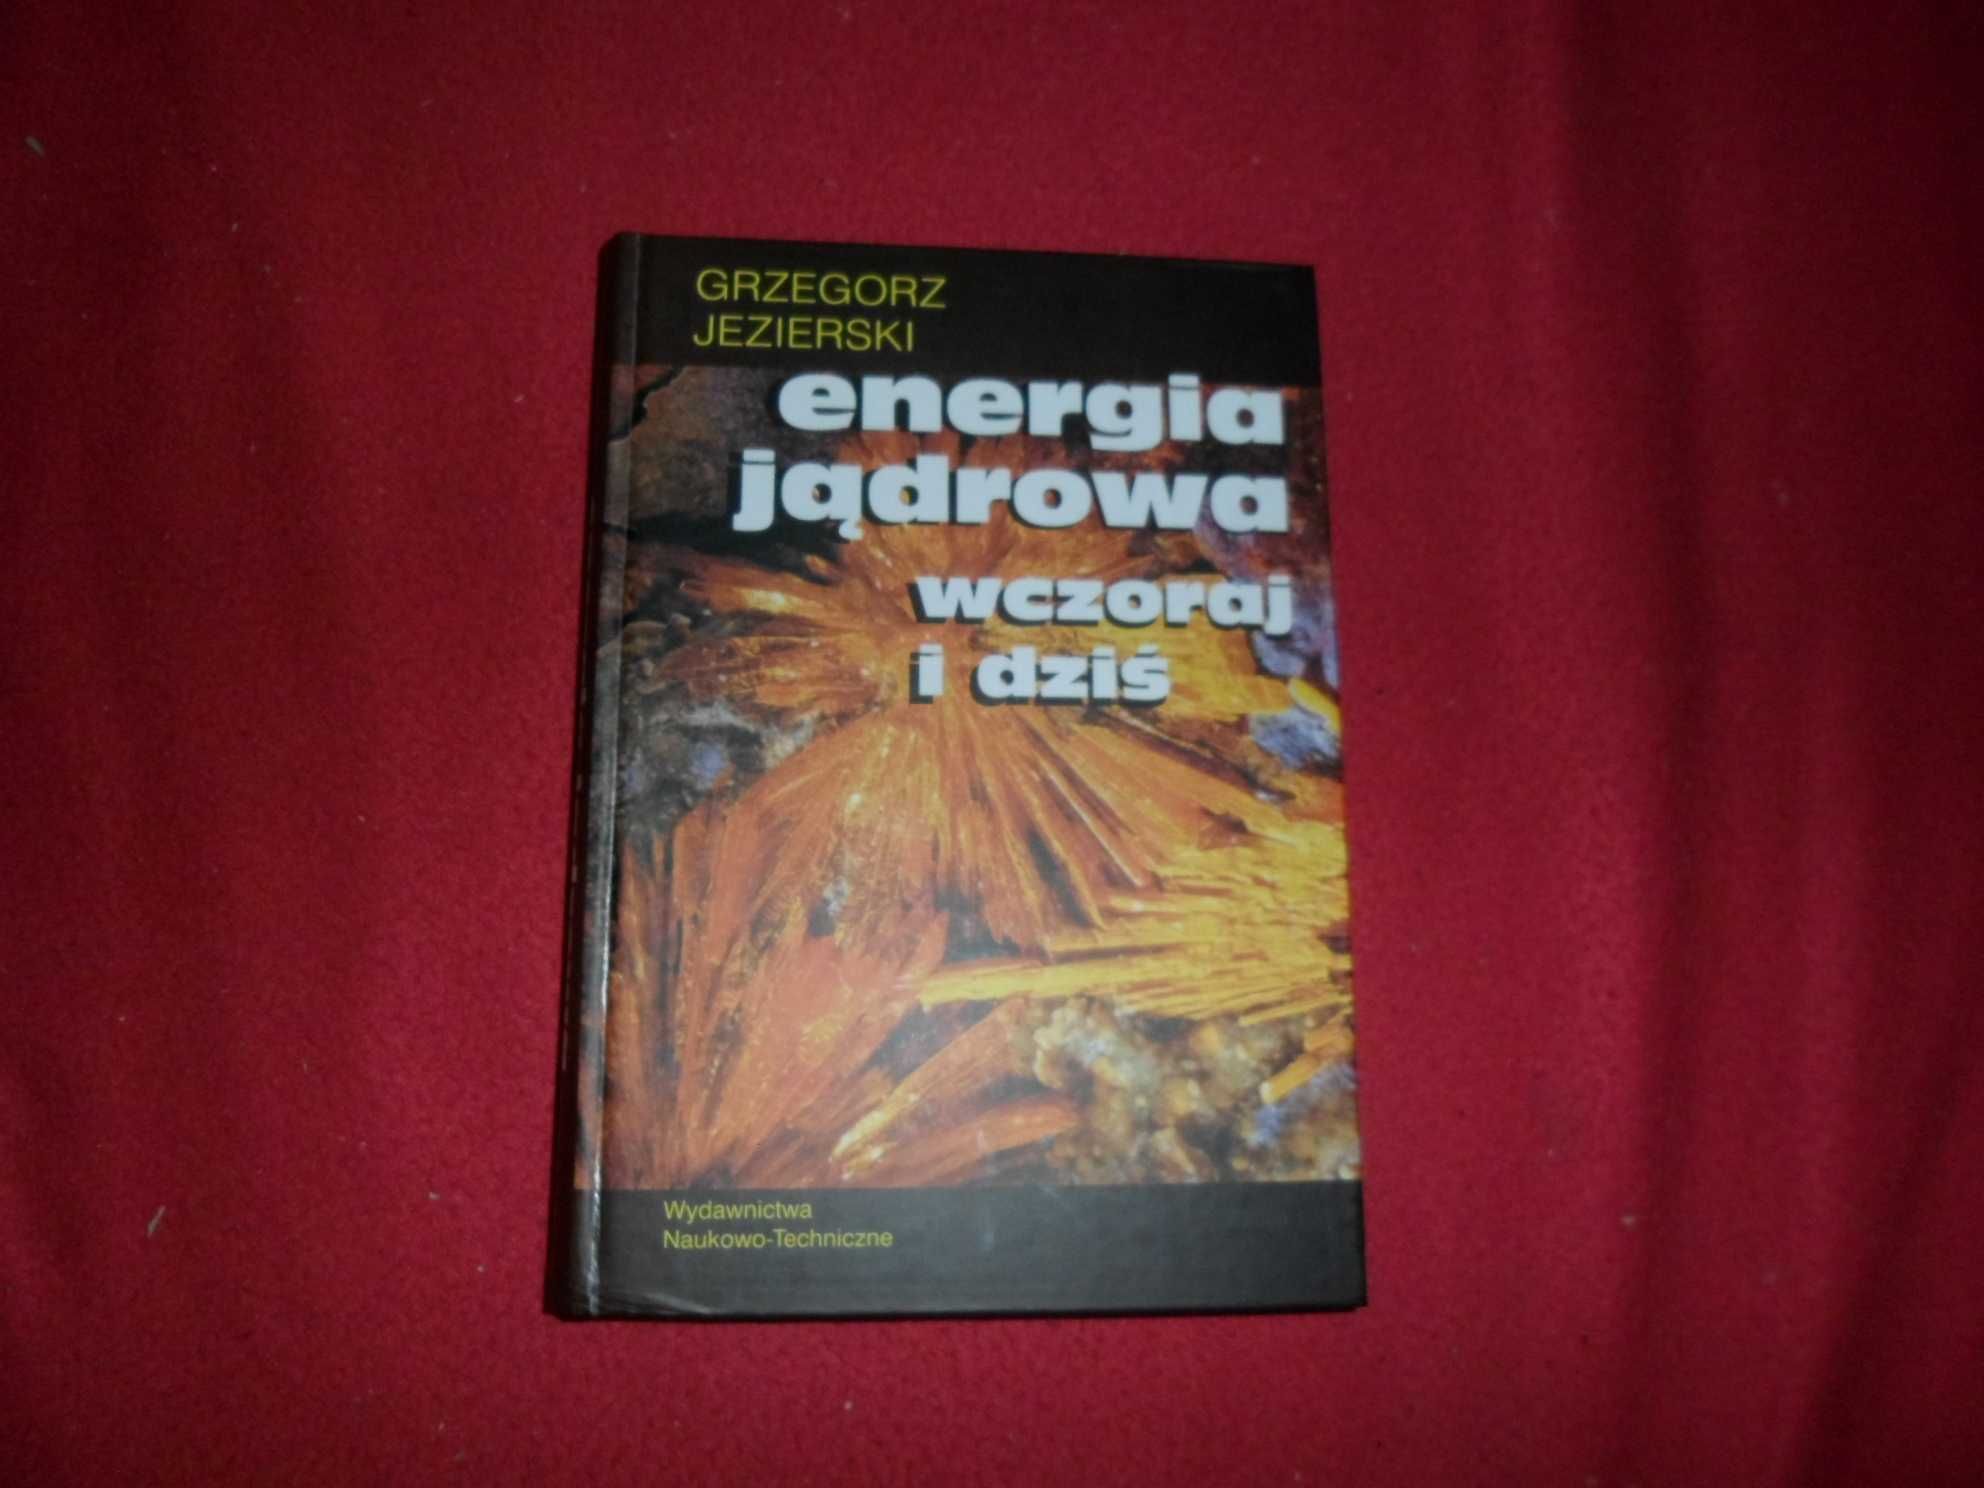 GRZEGORZ
JEZIERSKI
energia
jądrowa
wczoraj
i dziś
Wydawnictwa
Naukowo-Techniczne